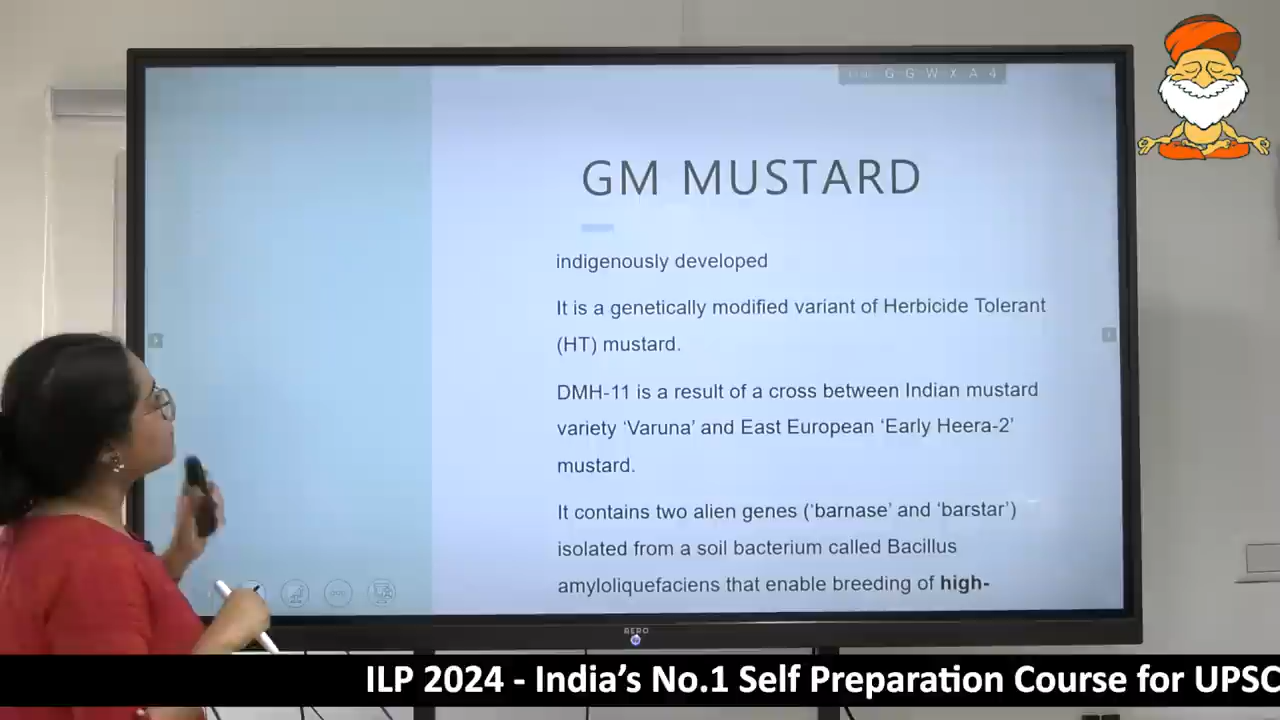 G G W X A 4
GM MUSTARD
indigenously developed
It is a genetically modified variant of Herbicide Tolerant
(HT) mustard.
DMH-11 is a result of a cross between Indian mustard
variety ‘Varuna’ and East European ‘Early Heera-2’
mustard.
It contains two alien genes (‘barnase’ and ‘barstar’)
isolated from a soil bacterium called Bacillus
amyloliquefaciens that enable breeding of high-
ILP 2024 - India’s No.1 Self Preparation Course for UPSC